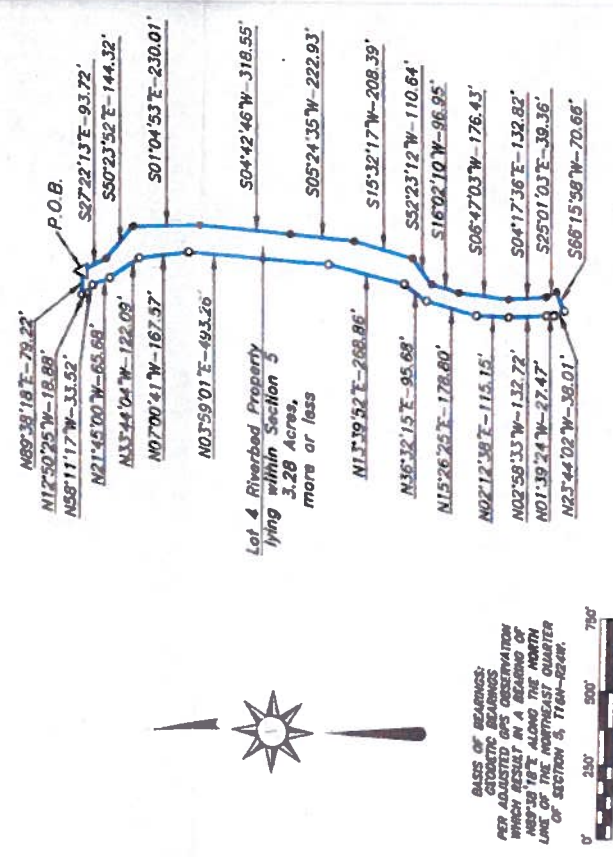 P.O.B.
N89°38'18"E-79.22'
N12°50'25"W-18.88'
N58°11'17"W-33.52'
N21°45'00"W-65.68'
N33°44'04"W-122.09'
N07°00'41"W-167.57'
N03°59'01"E-493.26'
Lot 4 Riverbed Property
lying within Section 5
3.28 Acres,
more or less
N13°39'52"E-268.86'
N36°32'15"E-95.68'
N15°26'25"E-178.80'
N02°12'38"E-115.15'
N02°58'33"W-132.72'
N01°39'24"W-27.47'
N23°44'02"W-38.01'
S27°22'13"E-93.72'
S50°23'52"E-144.32'
S01°04'53"E-230.01'
S04°42'46"W-318.55'
S05°24'35"W-222.93'
S15°32'17"W-208.39'
S52°23'12"W-110.64'
S16°02'10"W-96.95'
S06°47'03"W-176.43'
S04°17'36"E-132.82'
S25°01'03"E-39.36'
S66°15'58"W-70.66'
BASIS OF BEARINGS:
GEODETIC BEARINGS
PER ADJUSTED GPS OBSERVATION
WHICH RESULT IN A BEARING OF
N89°38'18"E ALONG THE NORTH
LINE OF THE NORTHEAST QUARTER
OF SECTION 5, T16N-R24W.
0' 250' 500' 750'